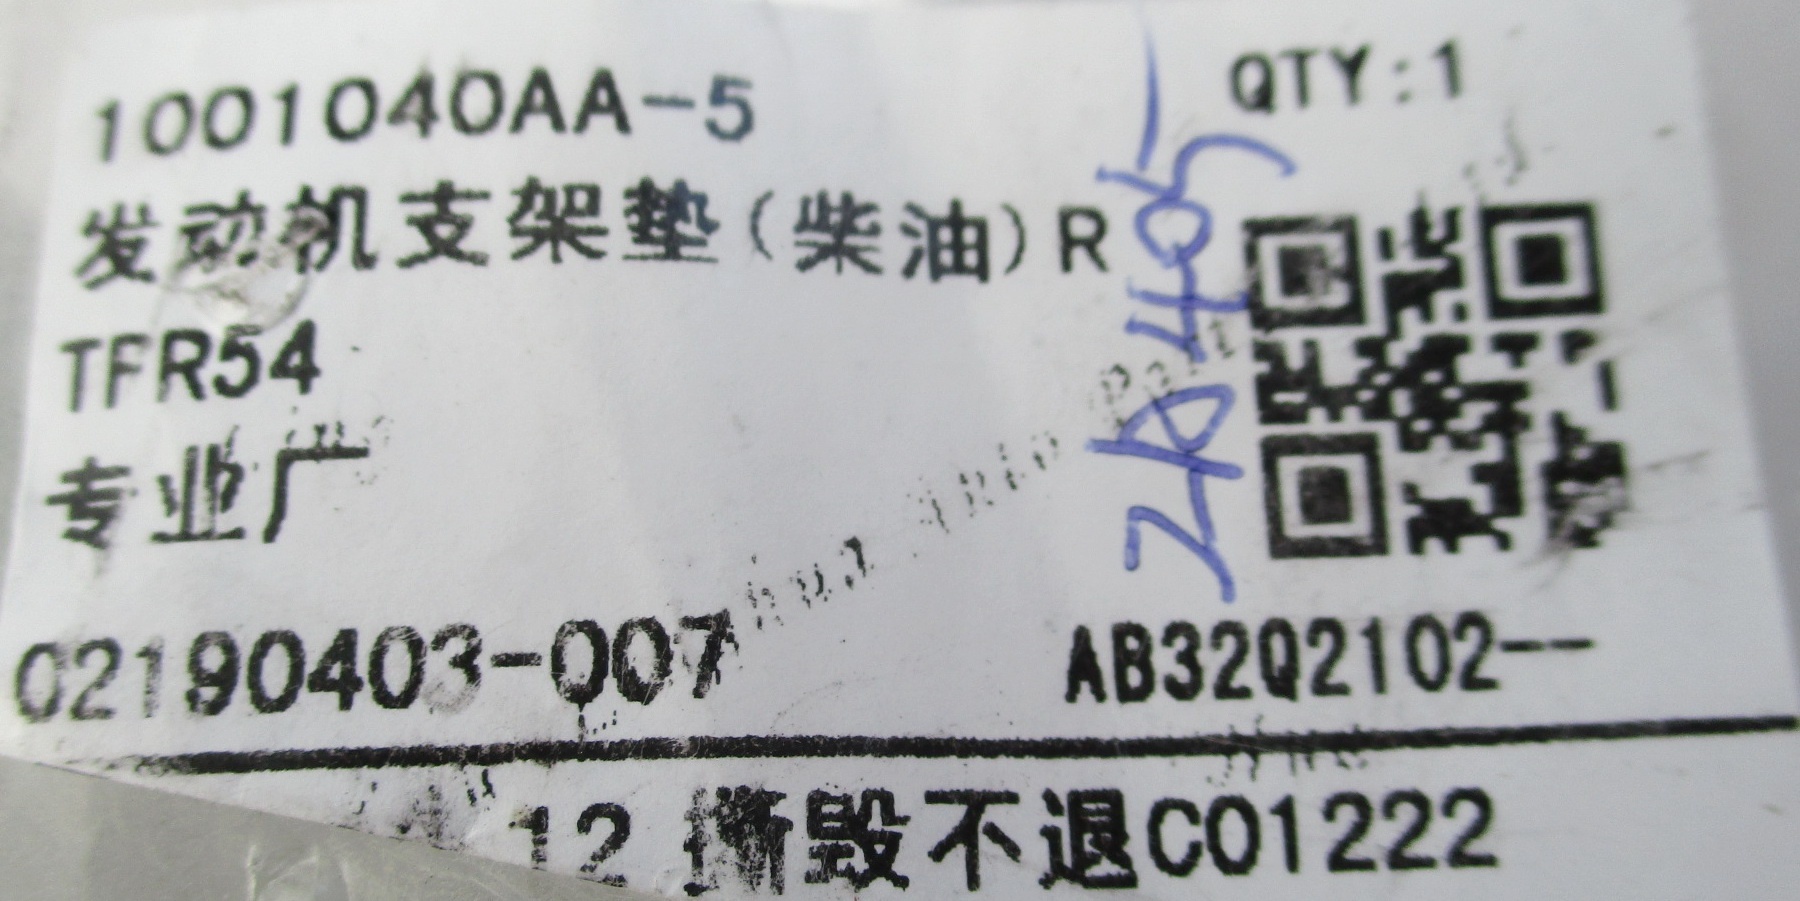 1001040AA-5 QTY:1
发动机支架垫(柴油)R
TFR54
专业厂
02190403-007 AB32Q2102--
12 撕毁不退C01222